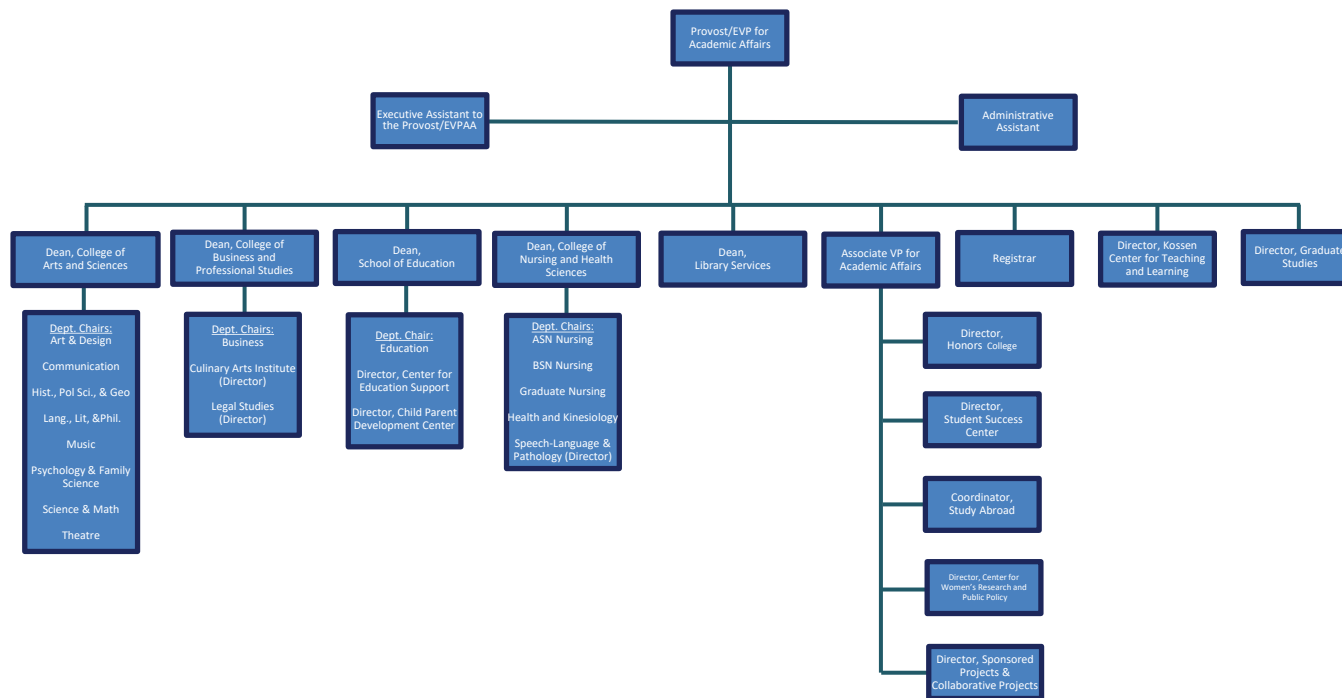 Provost/EVP for
Academic Affairs
Executive Assistant to
the Provost/EVPAA
Administrative
Assistant
Dean, College of
Arts and Sciences
Dean, College of
Business and
Professional Studies
Dean,
School of Education
Dean, College of
Nursing and Health
Sciences
Dean,
Library Services
Associate VP for
Academic Affairs
Registrar
Director, Kossen
Center for Teaching
and Learning
Director, Graduate
Studies
Dept. Chairs:
Art & Design
Communication
Hist., Pol Sci., & Geo
Lang., Lit, &Phil.
Music
Psychology & Family
Science
Science & Math
Theatre
Dept. Chairs:
Business
Culinary Arts Institute
(Director)
Legal Studies
(Director)
Dept. Chair:
Education
Director, Center for
Education Support
Director, Child Parent
Development Center
Dept. Chairs:
ASN Nursing
BSN Nursing
Graduate Nursing
Health and Kinesiology
Speech-Language &
Pathology (Director)
Director,
Honors College
Director,
Student Success
Center
Coordinator,
Study Abroad
Director, Center for
Women's Research and
Public Policy
Director, Sponsored
Projects &
Collaborative Projects